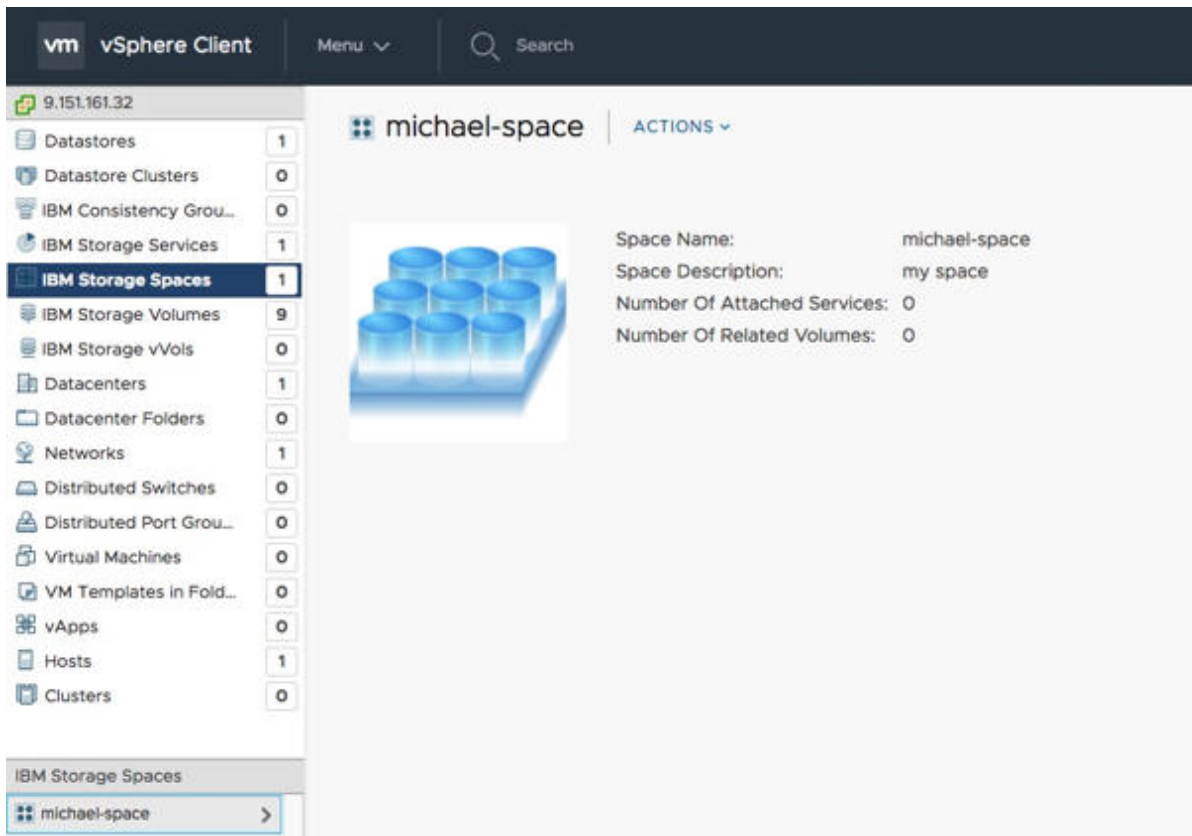 vm vSphere Client Menu Search
9.151.161.32
Datastores 1
Datastore Clusters 0
IBM Consistency Grou... 0
IBM Storage Services 1
IBM Storage Spaces 1
IBM Storage Volumes 9
IBM Storage vVols 0
Datacenters 1
Datacenter Folders 0
Networks 1
Distributed Switches 0
Distributed Port Grou... 0
Virtual Machines 0
VM Templates in Fold... 0
vApps 0
Hosts 1
Clusters 0
IBM Storage Spaces
michael-space
michael-space ACTIONS
Space Name: michael-space
Space Description: my space
Number Of Attached Services: 0
Number Of Related Volumes: 0